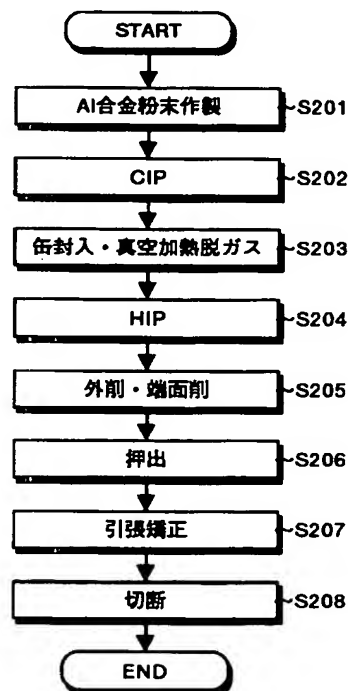 START
Al合金粉末作製
S201
CIP
S202
缶封入・真空加熱脱ガス
S203
HIP
S204
外削・端面削
S205
押出
S206
引張矯正
S207
切断
S208
END